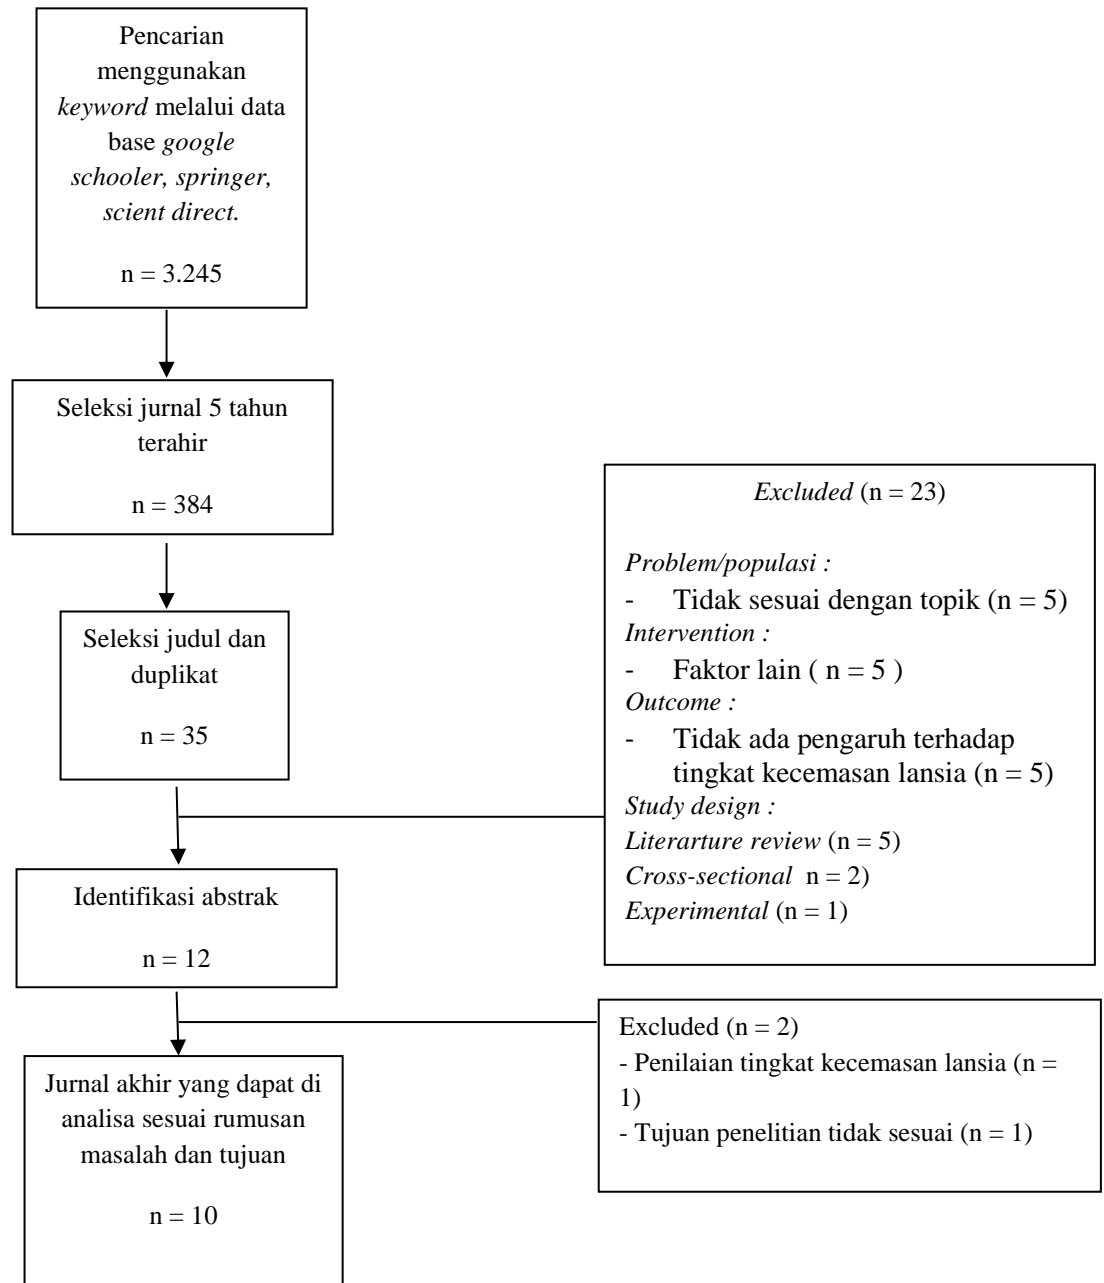 Pencarian
menggunakan
keyword melalui data
base google
schooler, springer,
scient direct.
n = 3.245
Seleksi jurnal 5 tahun
terahir
n = 384
Seleksi judul dan
duplikat
n = 35
Excluded (n = 23)
Problem/populasi :
- Tidak sesuai dengan topik (n = 5)
Intervention :
- Faktor lain ( n = 5 )
Outcome :
- Tidak ada pengaruh terhadap
tingkat kecemasan lansia (n = 5)
Study design :
Literarture review (n = 5)
Cross-sectional  n = 2)
Experimental (n = 1)
Identifikasi abstrak
n = 12
Excluded (n = 2)
- Penilaian tingkat kecemasan lansia (n =
1)
- Tujuan penelitian tidak sesuai (n = 1)
Jurnal akhir yang dapat di
analisa sesuai rumusan
masalah dan tujuan
n = 10